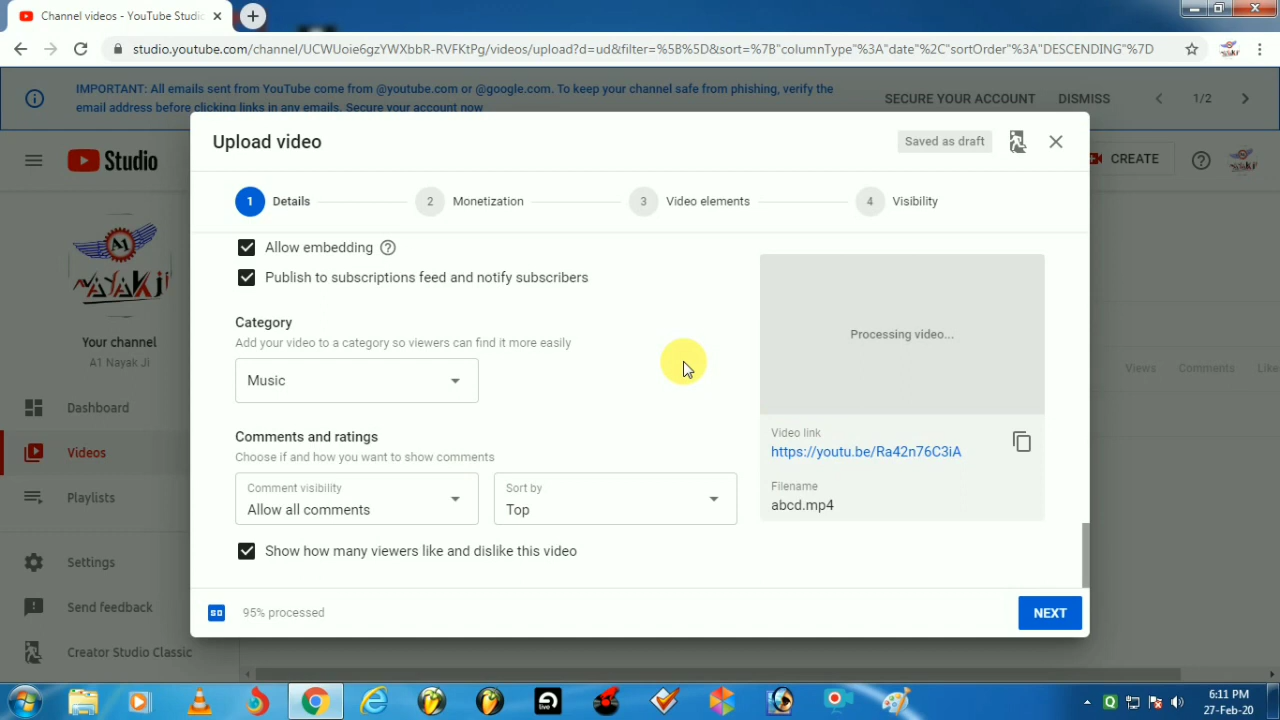 Channel videos - YouTube Studio
studio.youtube.com/channel/UCWUoie6gzYWXbbR-RVFKtPg/videos/upload?d=ud&filter=%5B%5D&sort=%7B"columnType"%3A"date"%2C"sortOrder"%3A"DESCENDING"%7D
IMPORTANT: All emails sent from YouTube come from @youtube.com or @google.com. To keep your channel safe from phishing, verify the
email address before clicking links in any emails. Secure your account now
SECURE YOUR ACCOUNT
DISMISS
1/2
Studio
CREATE
Upload video
Saved as draft
1 Details
2 Monetization
3 Video elements
4 Visibility
A1
NAYAK Ji
Your channel
A1 Nayak Ji
Dashboard
Videos
Playlists
Settings
Send feedback
Creator Studio Classic
Allow embedding
Publish to subscriptions feed and notify subscribers
Category
Add your video to a category so viewers can find it more easily
Music
Comments and ratings
Choose if and how you want to show comments
Comment visibility
Allow all comments
Sort by
Top
Show how many viewers like and dislike this video
Processing video...
Video link
https://youtu.be/Ra42n76C3iA
Filename
abcd.mp4
Views
Comments
Like
SD
95% processed
NEXT
live
6:11 PM
27-Feb-20